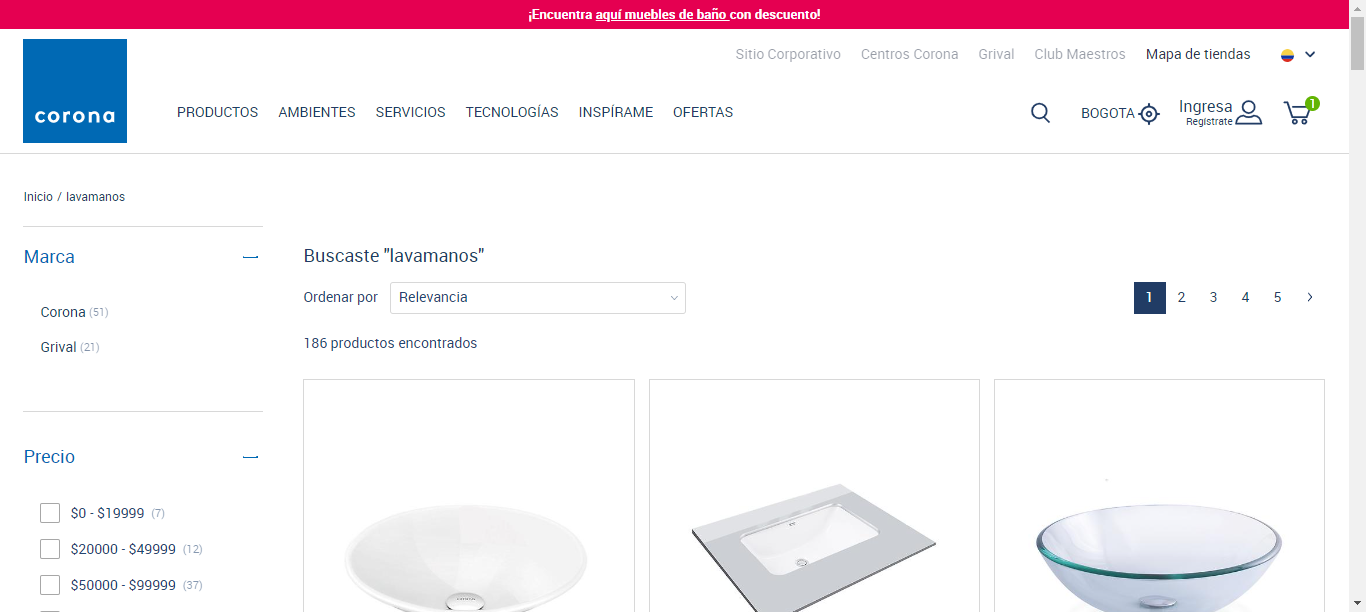 ¡Encuentra aquí muebles de baño con descuento!
Sitio Corporativo Centros Corona Grival Club Maestros Mapa de tiendas
corona
PRODUCTOS AMBIENTES SERVICIOS TECNOLOGÍAS INSPÍRAME OFERTAS
BOGOTA
Ingresa
Regístrate
1
Inicio / lavamanos
Marca
Corona (51)
Grival (21)
Precio
$0 - $19999 (7)
$20000 - $49999 (12)
$50000 - $99999 (37)
Buscaste "lavamanos"
Ordenar por Relevancia
1 2 3 4 5
186 productos encontrados